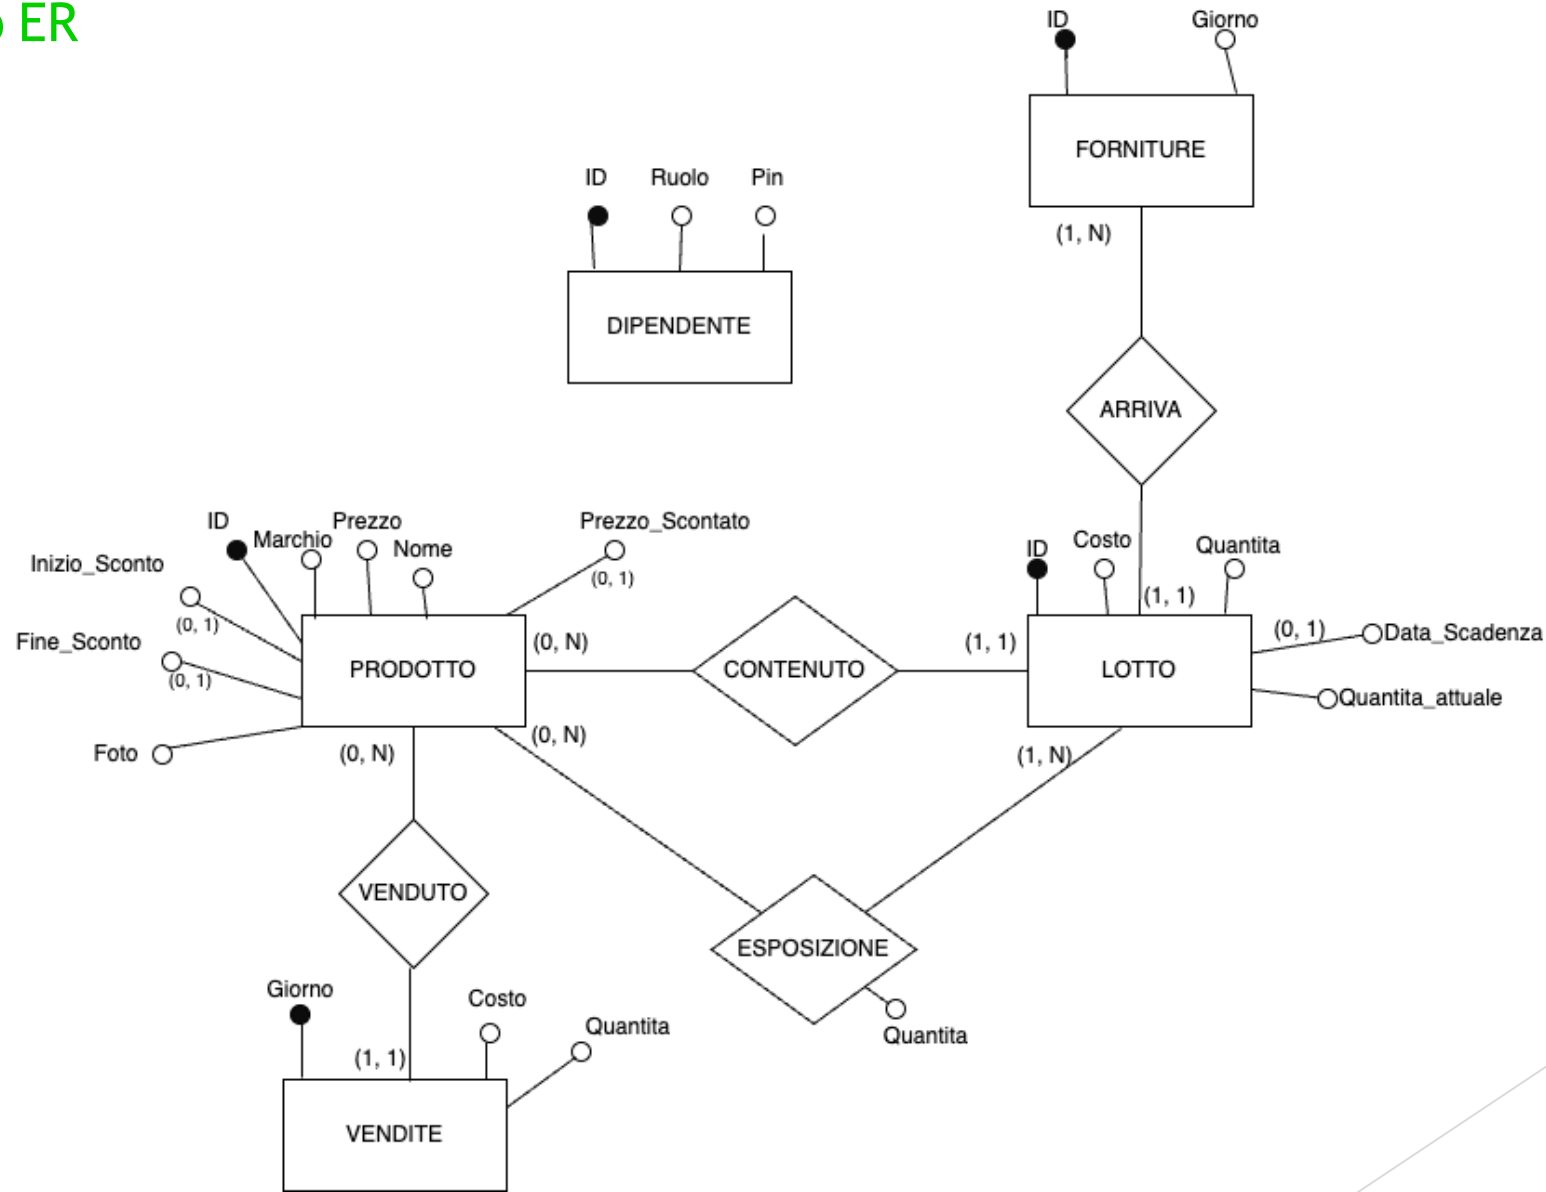 ER
ID
Giorno
FORNITURE
(1, N)
ID
Ruolo
Pin
DIPENDENTE
ARRIVA
ID
Marchio
Prezzo
Nome
Prezzo_Scontato
(0, 1)
Inizio_Sconto
(0, 1)
Fine_Sconto
(0, 1)
Foto
PRODOTTO
(0, N)
CONTENUTO
(1, 1)
ID
Costo
Quantita
(1, 1)
LOTTO
(0, 1)
Data_Scadenza
Quantita_attuale
(0, N)
(0, N)
(1, N)
VENDUTO
ESPOSIZIONE
Quantita
Giorno
(1, 1)
Costo
Quantita
VENDITE